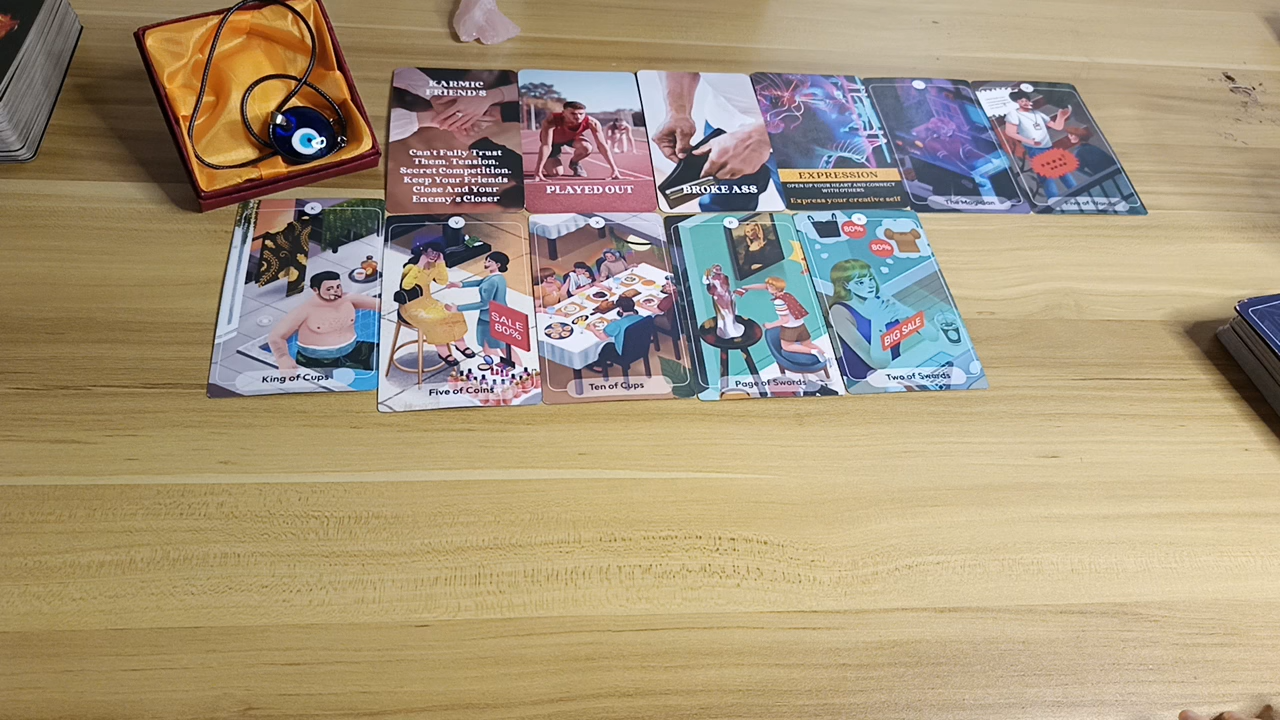 KARMIC
FRIEND'S
Can't Fully Trust
Them. Tension.
Secret Competition.
Keep Your Friends
Close And Your
Enemy's Closer
PLAYED OUT
BROKE ASS
EXPRESSION
OPEN UP YOUR HEART AND CONNECT
WITH OTHERS
Express your creative self
The Magician
K
King of Cups
V
SALE
80%
Five of Coins
X
Ten of Cups
P
Page of Swords
80%
80%
BIG SALE
Two of Swords